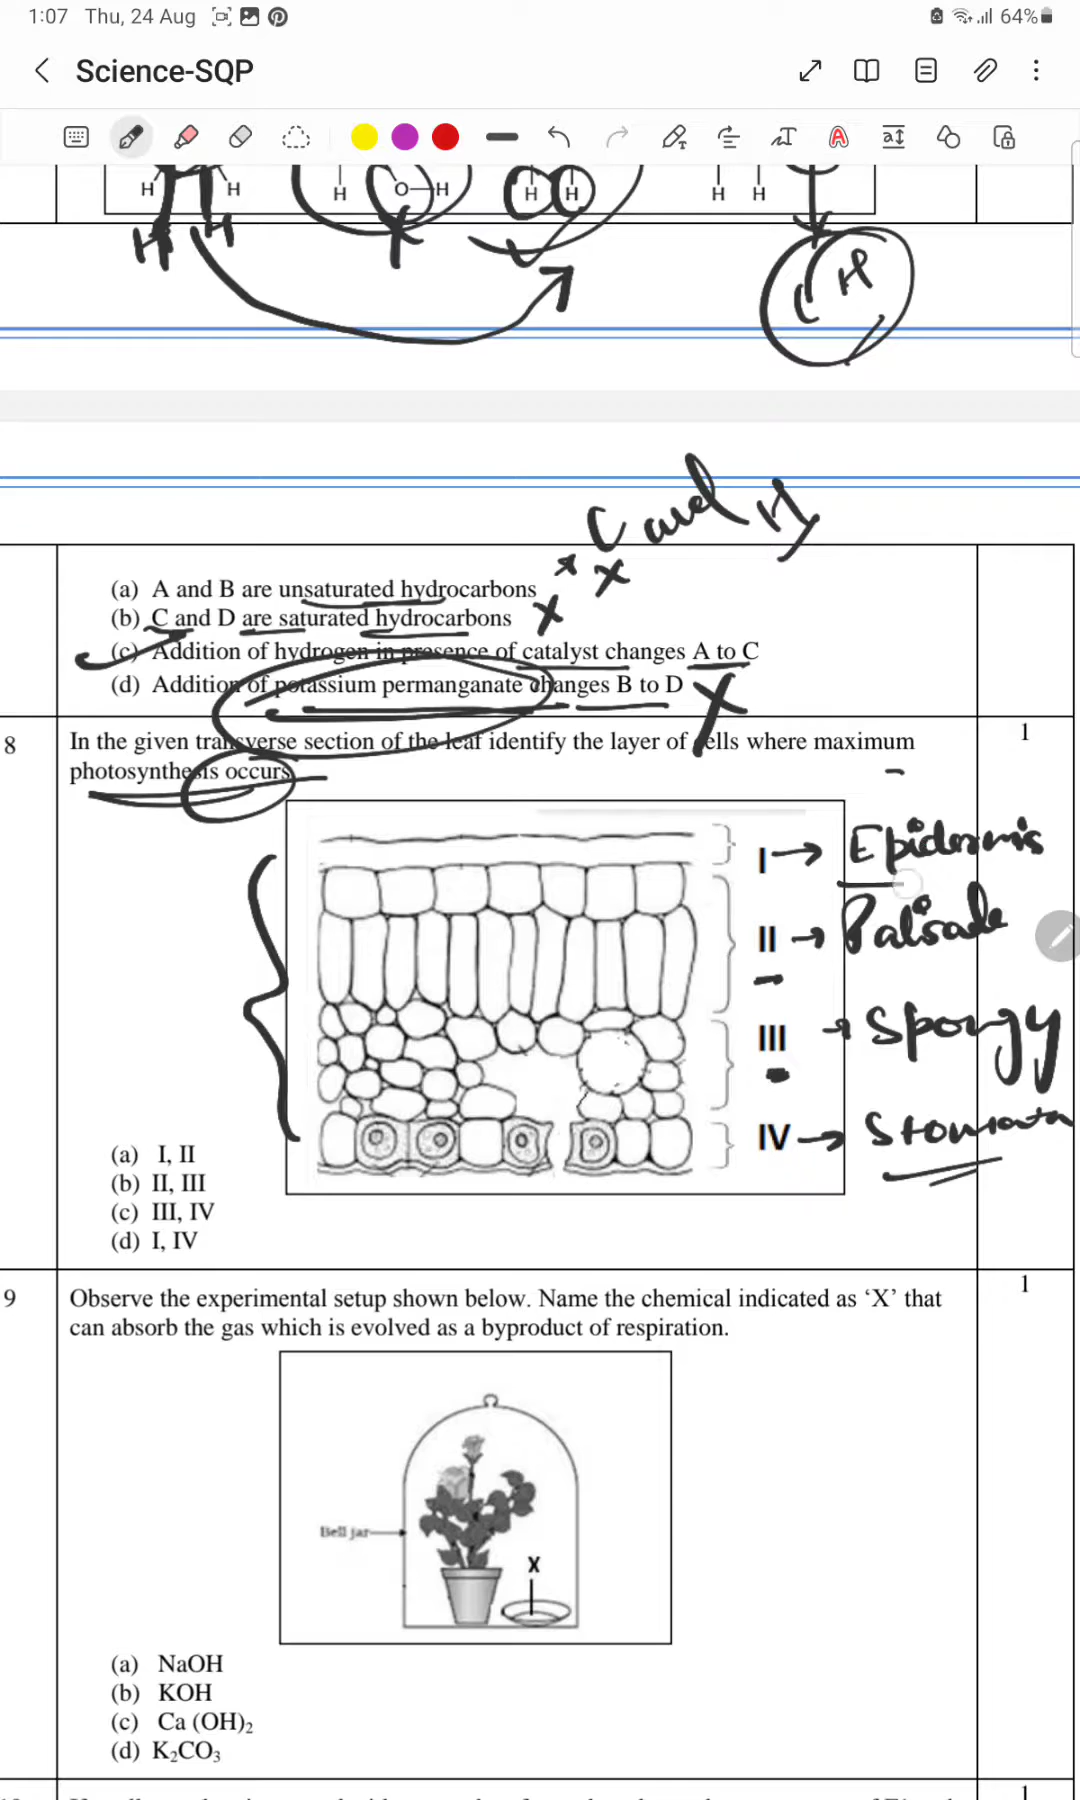 1:07 Thu, 24 Aug
64%
Science-SQP
H H H O H H H H H
H H
C H
C and H
(a) A and B are unsaturated hydrocarbons
(b) C and D are saturated hydrocarbons
(c) Addition of hydrogen in presence of catalyst changes A to C
(d) Addition of potassium permanganate changes B to D
8
In the given transverse section of the leaf identify the layer of cells where maximum
photosynthesis occurs
1
I → Epidermis
II → Palisade
III → Spongy
IV → Stomata
(a) I, II
(b) II, III
(c) III, IV
(d) I, IV
9
Observe the experimental setup shown below. Name the chemical indicated as ‘X’ that
can absorb the gas which is evolved as a byproduct of respiration.
1
Bell jar
X
(a) NaOH
(b) KOH
(c) Ca (OH)₂
(d) K₂CO₃